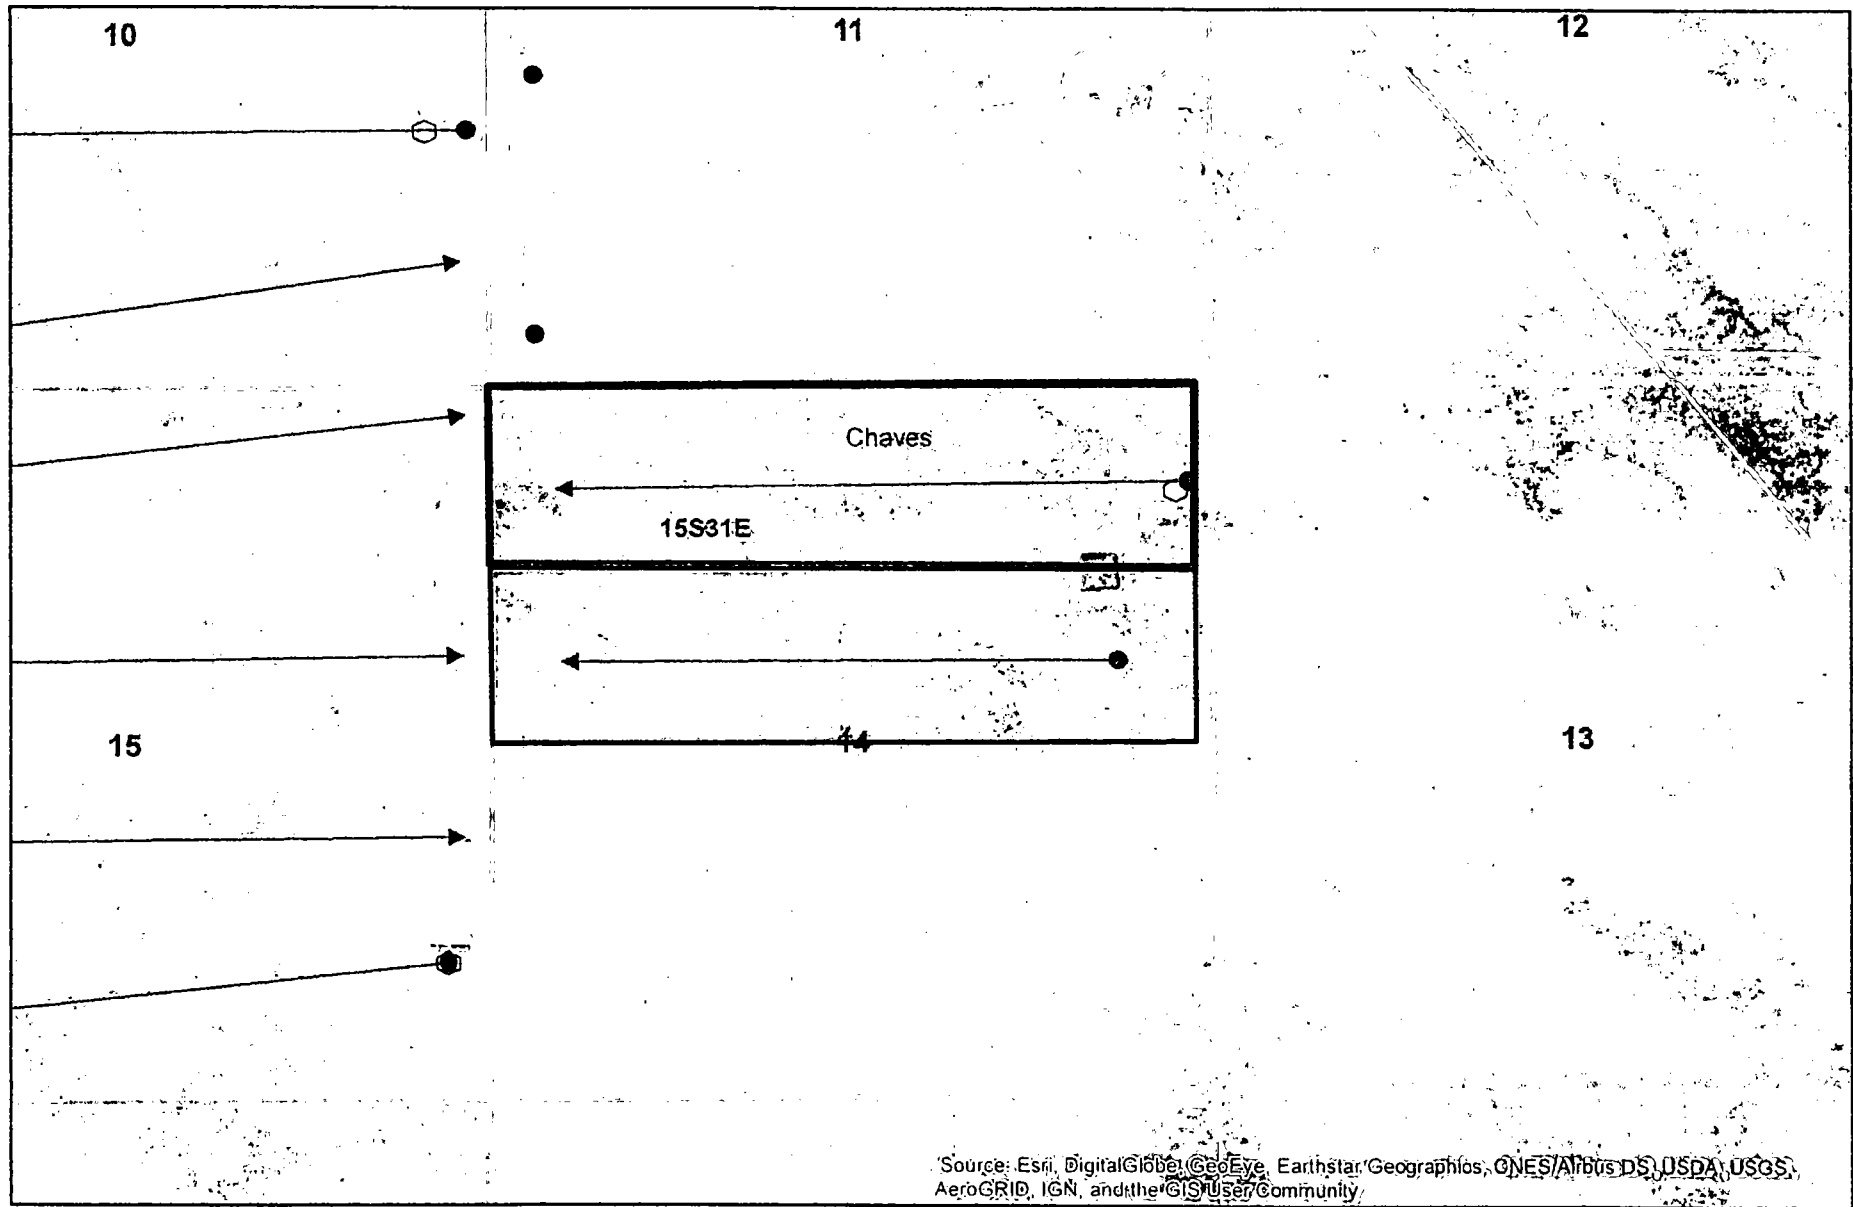 10 11 12
Chaves
15S31E
15 14 13
Source: Esri, DigitalGlobe, GeoEye, Earthstar Geographics, CNES/Airbus DS, USDA, USGS,
AeroGRID, IGN, and the GIS User Community